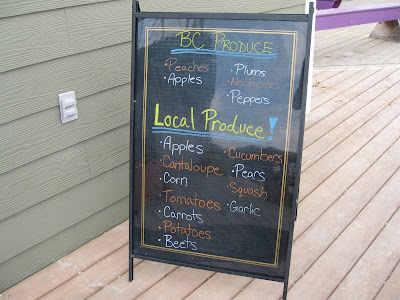 BC PRODUCE
·Peaches
·Apples
·Plums
·Nectarines
·Peppers
Local Produce!
·Apples
·Cantaloupe
·Corn
·Tomatoes
·Carrots
·Potatoes
·Beets
·Cucumbers
·Pears
·Squash
·Garlic